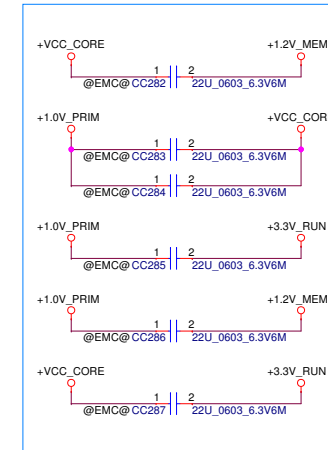 +VCC_CORE +1.2V_MEM
1 2
@EMC@ CC282 22U_0603_6.3V6M
+1.0V_PRIM +VCC_COR
1 2
@EMC@ CC283 22U_0603_6.3V6M
1 2
@EMC@ CC284 22U_0603_6.3V6M
+1.0V_PRIM +3.3V_RUN
1 2
@EMC@ CC285 22U_0603_6.3V6M
+1.0V_PRIM +1.2V_MEM
1 2
@EMC@ CC286 22U_0603_6.3V6M
+VCC_CORE +3.3V_RUN
1 2
@EMC@ CC287 22U_0603_6.3V6M